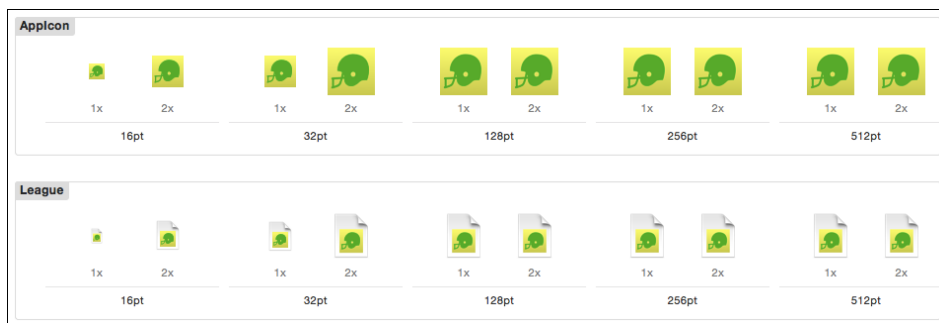 AppIcon
1x 2x 1x 2x 1x 2x 1x 2x 1x 2x
16pt 32pt 128pt 256pt 512pt
League
1x 2x 1x 2x 1x 2x 1x 2x 1x 2x
16pt 32pt 128pt 256pt 512pt